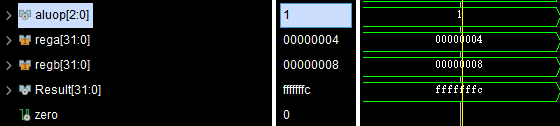 aluop[2:0] 1 1
rega[31:0] 00000004 00000004
regb[31:0] 00000008 00000008
Result[31:0] fffffffc fffffffc
zero 0